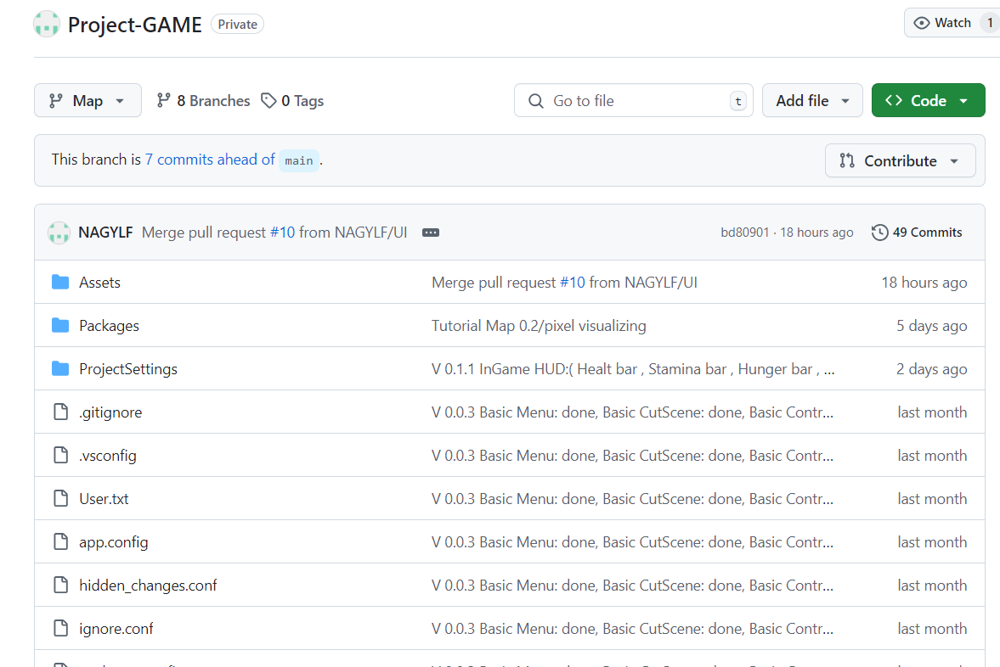 Project-GAME Private Watch 1
Map 8 Branches 0 Tags Go to file t Add file Code
This branch is 7 commits ahead of main .
Contribute
NAGYLF Merge pull request #10 from NAGYLF/UI bd80901 · 18 hours ago 49 Commits
Assets Merge pull request #10 from NAGYLF/UI 18 hours ago
Packages Tutorial Map 0.2/pixel visualizing 5 days ago
ProjectSettings V 0.1.1 InGame HUD:( Healt bar , Stamina bar , Hunger bar , ... 2 days ago
.gitignore V 0.0.3 Basic Menu: done, Basic CutScene: done, Basic Contr... last month
.vsconfig V 0.0.3 Basic Menu: done, Basic CutScene: done, Basic Contr... last month
User.txt V 0.0.3 Basic Menu: done, Basic CutScene: done, Basic Contr... last month
app.config V 0.0.3 Basic Menu: done, Basic CutScene: done, Basic Contr... last month
hidden_changes.conf V 0.0.3 Basic Menu: done, Basic CutScene: done, Basic Contr... last month
ignore.conf V 0.0.3 Basic Menu: done, Basic CutScene: done, Basic Contr... last month